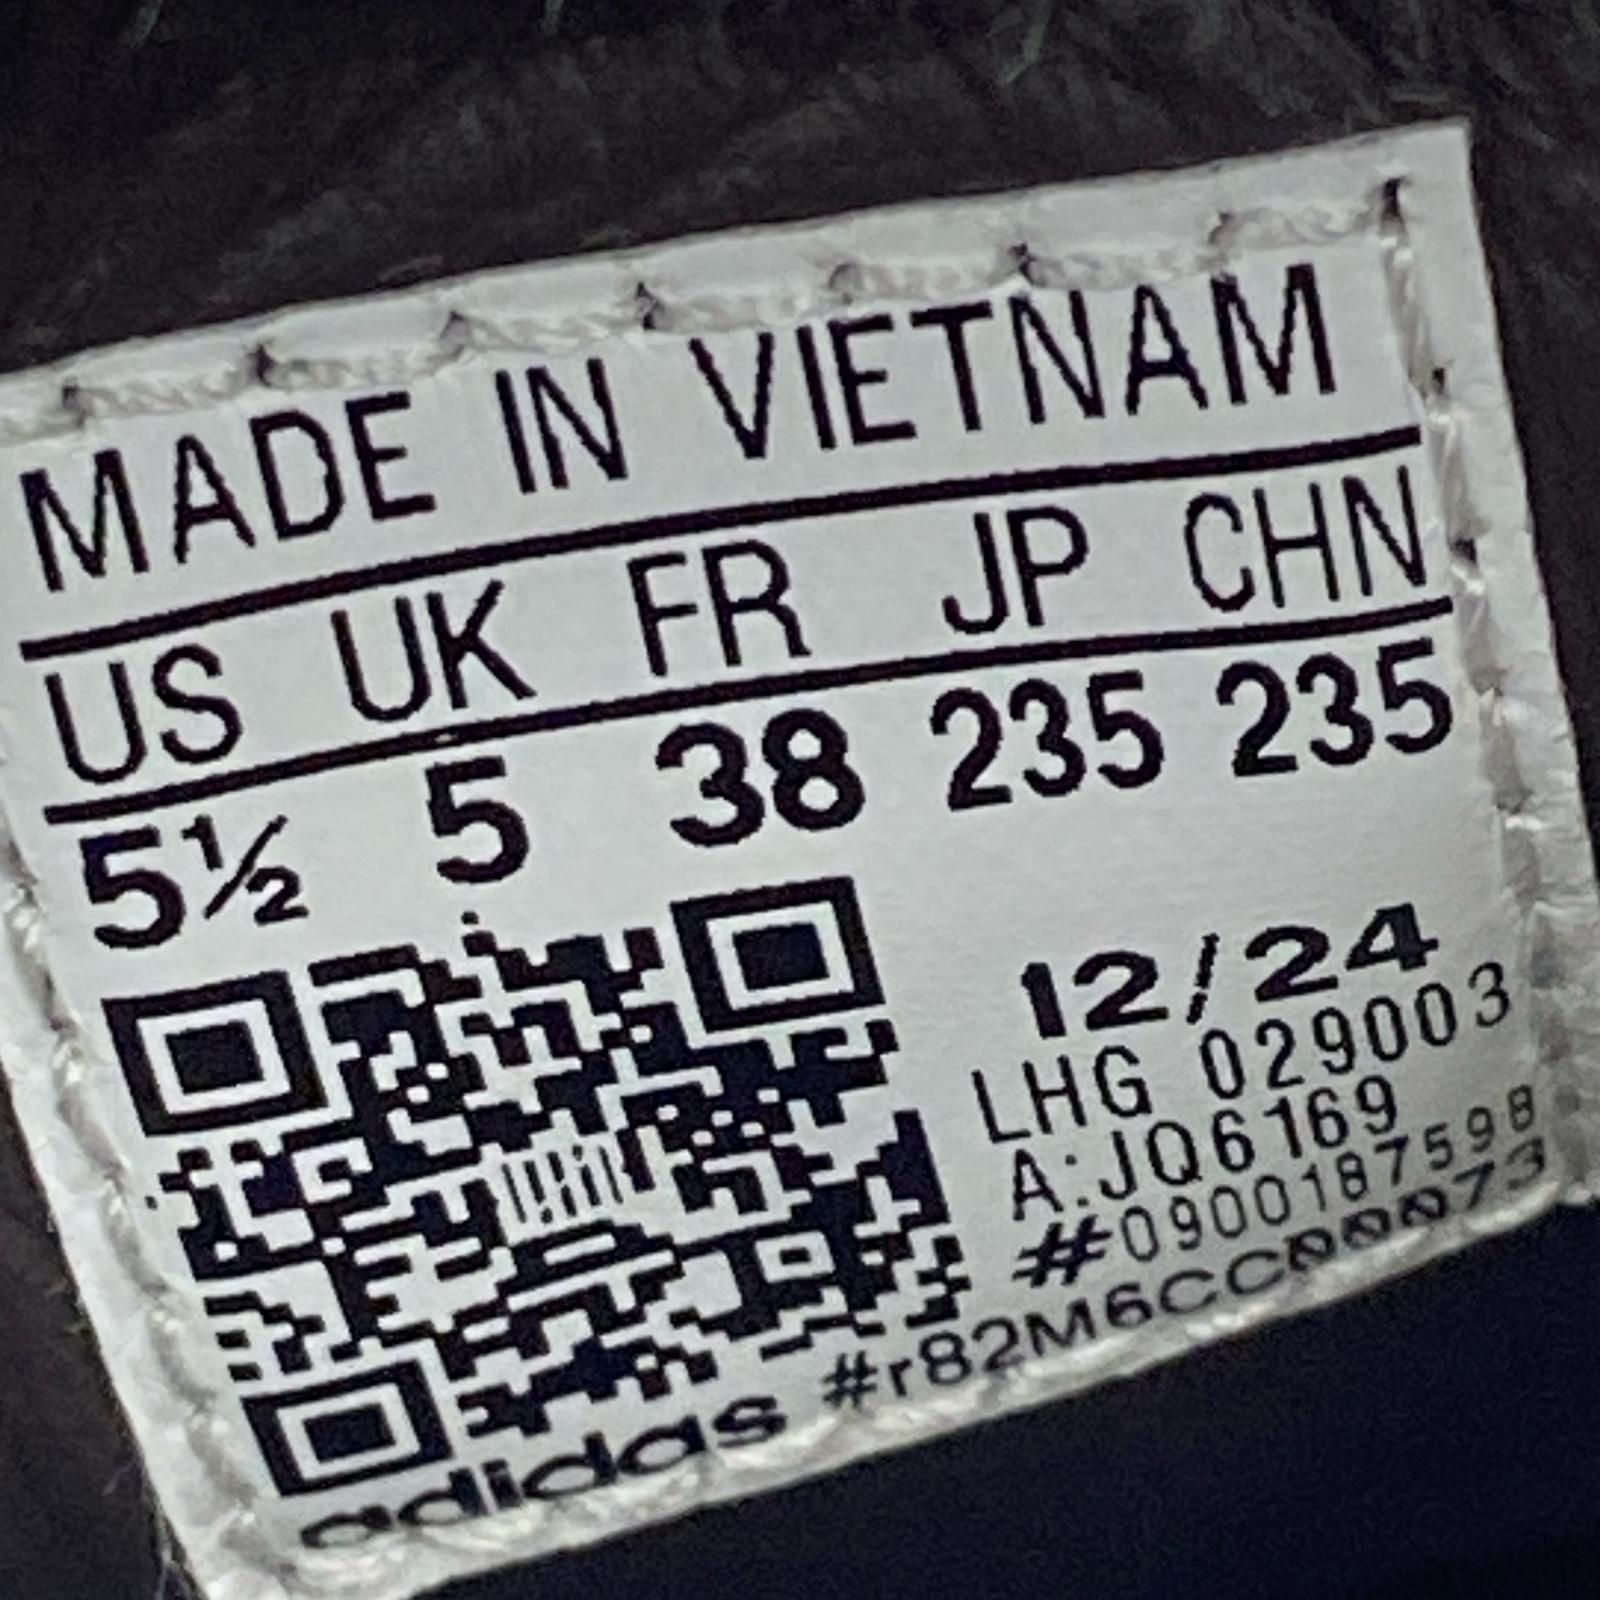 MADE IN VIETNAM
US UK FR JP CHN
5½ 5 38 235 235
12/24
LHG 029003
A:JQ6169
#0900187598
adidas #r82M6CC00073